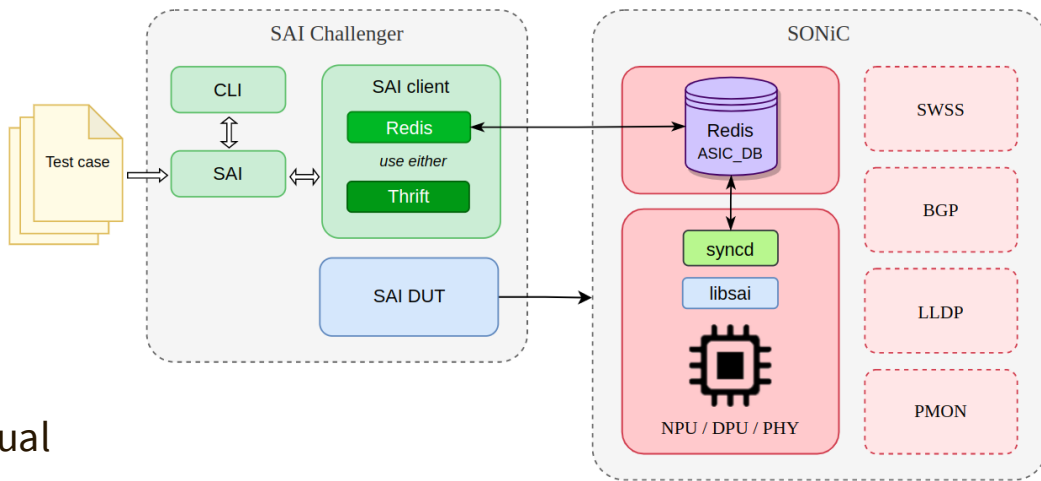 SAI Challenger
CLI
SAI
Test case
SAI client
Redis
use either
Thrift
SAI DUT
SONiC
Redis
ASIC_DB
syncd
libsai
NPU / DPU / PHY
SWSS
BGP
LLDP
PMON
ual